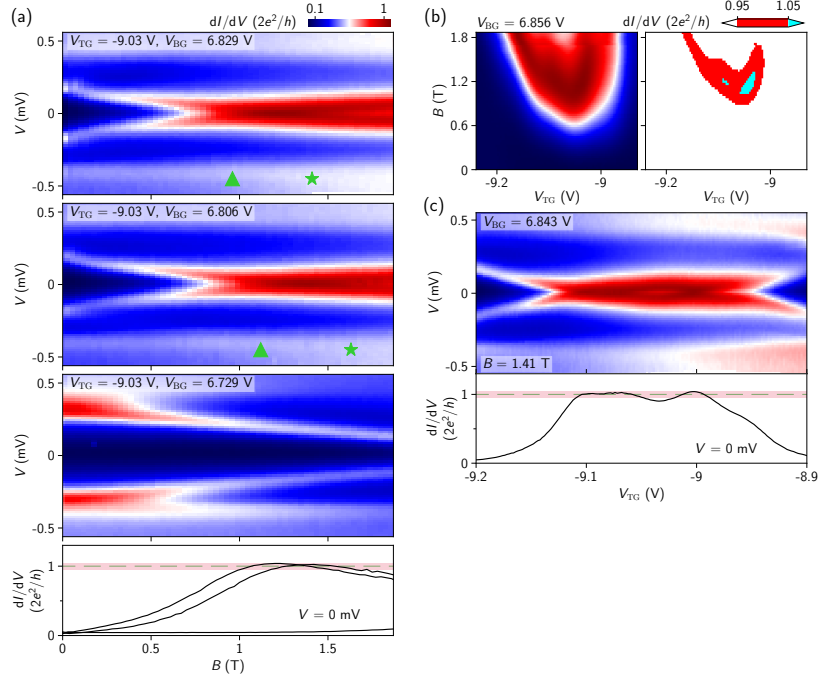 (a)
dI/dV (2e²/h)
0.1
1
V_TG = -9.03 V, V_BG = 6.829 V
0.5
0
-0.5
V (mV)
V_TG = -9.03 V, V_BG = 6.806 V
0.5
0
-0.5
V (mV)
V_TG = -9.03 V, V_BG = 6.729 V
0.5
0
-0.5
V (mV)
dI/dV
(2e²/h)
1
0
V = 0 mV
0
0.5
1
1.5
B (T)
(b)
V_BG = 6.856 V
dI/dV (2e²/h)
0.95
1.05
1.8
1.2
0.6
0
B (T)
-9.2
-9
V_TG (V)
-9.2
-9
V_TG (V)
(c)
V_BG = 6.843 V
0.5
0
-0.5
V (mV)
B = 1.41 T
dI/dV
(2e²/h)
1
0
V = 0 mV
-9.2
-9.1
-9
-8.9
V_TG (V)